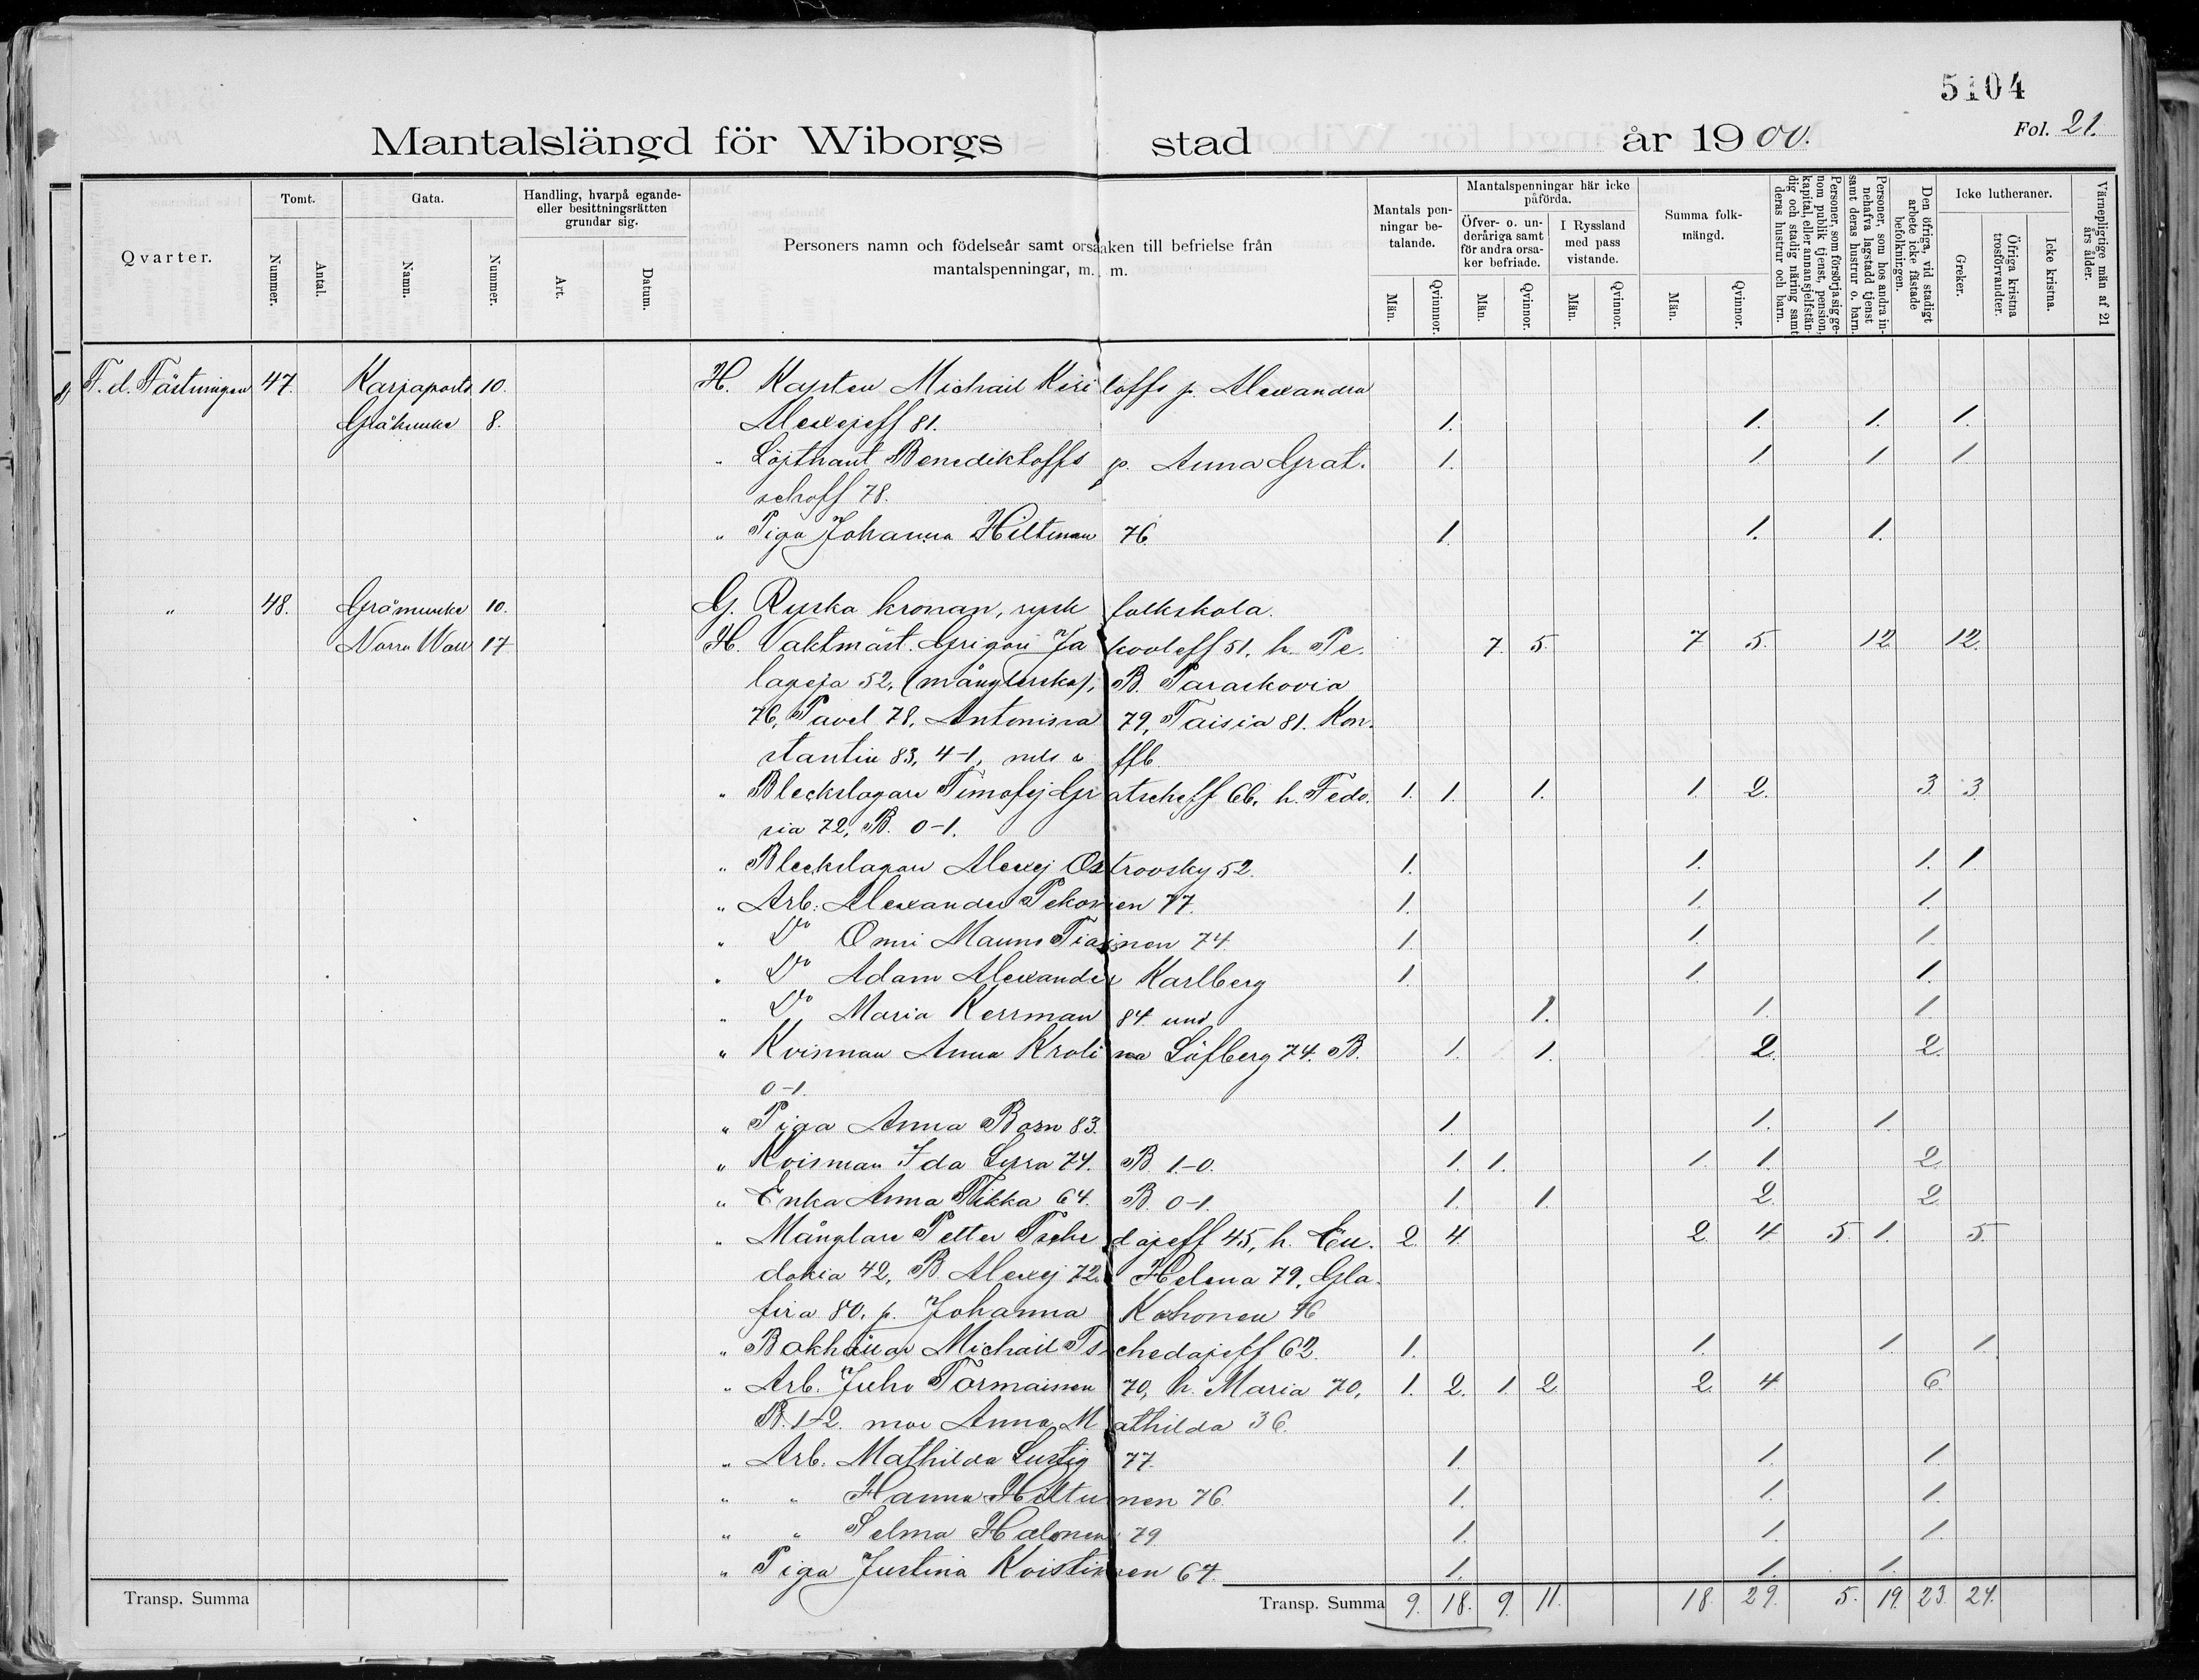 5104
Fol. 21.
Mantalslängd för Wiborgs stad år 1900.
Qvarter.
Tomt.
Nummer.
Antal.
Gata.
Namn.
Nummer.
Handling, hvarpå egande- eller besittningsrätten grundar sig.
Art.
Datum.
Personers namn och födelseår samt orsaken till befrielse från mantalspenningar, m. m.
Mantals penningar betalande.
Män.
Qvinnor.
Mantalspenningar här icke påförda.
Öfver- o. underåriga samt för andra orsaker befriade.
Män.
Qvinnor.
I Ryssland med pass vistande.
Män.
Qvinnor.
Summa folkmängd.
Män.
Qvinnor.
Personer, som försörja sig genom publik tjenst, pension, kapital, eller annan sjelfständig och stadig näring samt deras hustrur och barn.
Personer, som hos andra innehafva lagstadd tjenst samt deras hustrur o. barn.
Den öfriga, vid stadigt arbete icke fästade befolkningen.
Icke lutheraner.
Greker.
Öfriga kristna trosförvandter.
Icke kristna.
Värnepligtige män af 21 års ålder.
F. d. Fästningen 47. Karjaports 10. H. Kapten Michail Kiriloffs p. Alexandra
Gråmunke 8. Alexejeff 81. 1. 1. 1. 1.
" Löjtnant Benediktoffs p. Anna Grat- 1. 1 1 1
schoff 78.
" Piga Johanna Hiltunen 76. 1. 1. 1.
" 48. Gråmunke 10. G. Ryska kronan, rysk folkskola.
Norra Wall 17 H. Vaktmäst. Grigori Jakovleff 51, h. Pe- 7. 5. 7 5. 12 12.
lageja 52, (månglerska), B. Paraskovia
76, Pavel 78, Antonina 79, Taisia 81. Kon-
stantin 83, 4-1,
" Bleckslagare Timofej Gratscheff 66, h. Fedo- 1. 1. 1. 1. 2. 3. 3.
sia 72, B. 0-1.
" Bleckslagare Alexej Ostrovsky 52. 1. 1. 1. 1.
" Arb. Alexander Pekonen 77. 1. 1. 1.
" Do Onni Mauno Tiainen 74. 1. 1. 1.
" Do Adam Alexander Karlberg 1. 1. 1.
" Do Maria Kerrman 84 und 1. 1. 1
" Kvinnan Anna Krolina Löfberg 74. B. 1. 1. 2. 2.
0-1.
" Piga Anna Born 83. 1. 1. 1.
" Kvinnan Ida Lyyra 74. B. 1-0. 1. 1. 1. 1. 2
" Enka Anna Tikka 64. B. 0-1. 1. 1. 2. 2
" Månglare Petter Tschedajeff 45, h. Eu- 2. 4. 2. 4. 5. 1. 5.
dokia 42, B. Alexej 72. Helena 79, Gla-
fira 80. p. Johanna Kohonen 76
" Bokhållar Michail Tschedajeff 62. 1. 1. 1. 1.
" Arb. Juho Tormainen 70, h. Maria 70, 1. 2. 1. 2. 2. 4 6.
B. 1-2. mor Anna Mathilda 36.
" Arb. Mathilda Lustig 77. 1. 1. 1.
" " Hanna Hiltunen 76. 1. 1. 1.
" " Selma Halonen 79. 1. 1. 1.
" Piga Justina Koistinen 67. 1. 1. 1.
Transp. Summa Transp. Summa 9. 18. 9. 11. 18. 29. 5. 19. 23. 24.